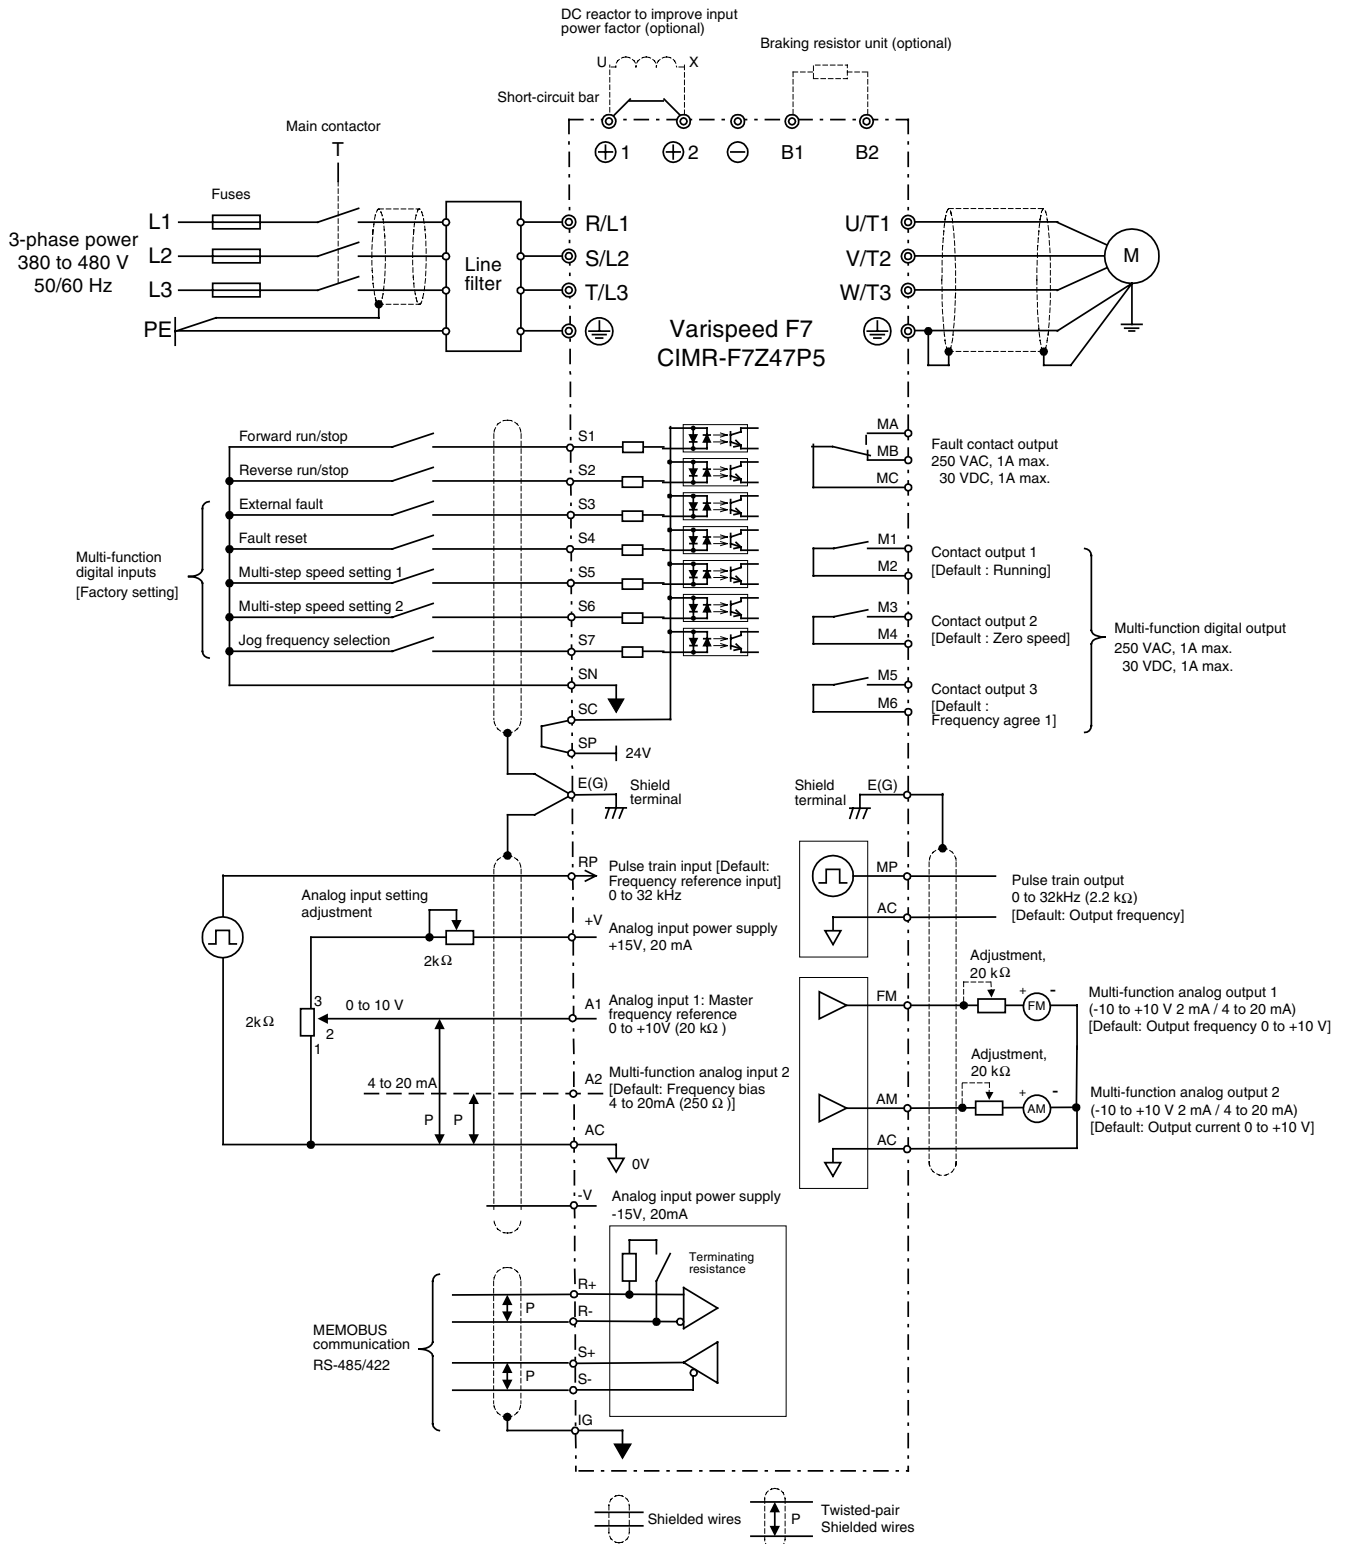 DC reactor to improve input
power factor (optional)
Braking resistor unit (optional)
U
X
Short-circuit bar
Main contactor
⊕1
⊕2
⊖
B1
B2
Fuses
3-phase power
380 to 480 V
50/60 Hz
L1
L2
L3
PE
Line
filter
R/L1
S/L2
T/L3
U/T1
V/T2
W/T3
M
Varispeed F7
CIMR-F7Z47P5
Multi-function
digital inputs
[Factory setting]
Forward run/stop
Reverse run/stop
External fault
Fault reset
Multi-step speed setting 1
Multi-step speed setting 2
Jog frequency selection
S1
S2
S3
S4
S5
S6
S7
SN
SC
SP
24V
E(G)
Shield
terminal
MA
MB
MC
Fault contact output
250 VAC, 1A max.
30 VDC, 1A max.
M1
M2
Contact output 1
[Default : Running]
M3
M4
Contact output 2
[Default : Zero speed]
M5
M6
Contact output 3
[Default :
Frequency agree 1]
Multi-function digital output
250 VAC, 1A max.
30 VDC, 1A max.
Shield
terminal
E(G)
RP
Pulse train input [Default:
Frequency reference input]
0 to 32 kHz
Analog input setting
adjustment
2kΩ
+V
Analog input power supply
+15V, 20 mA
2kΩ
3
2
1
0 to 10 V
A1
Analog input 1: Master
frequency reference
0 to +10V (20 kΩ )
4 to 20 mA
P
P
A2
Multi-function analog input 2
[Default: Frequency bias
4 to 20mA (250 Ω )]
AC
0V
-V
Analog input power supply
-15V, 20mA
MP
AC
Pulse train output
0 to 32kHz (2.2 kΩ)
[Default: Output frequency]
Adjustment,
20 kΩ
FM
+
FM
-
Multi-function analog output 1
(-10 to +10 V 2 mA / 4 to 20 mA)
[Default: Output frequency 0 to +10 V]
Adjustment,
20 kΩ
AM
+
AM
-
Multi-function analog output 2
(-10 to +10 V 2 mA / 4 to 20 mA)
[Default: Output current 0 to +10 V]
AC
Terminating
resistance
MEMOBUS
communication
RS-485/422
P
P
R+
R-
S+
S-
IG
Shielded wires
P
Twisted-pair
Shielded wires